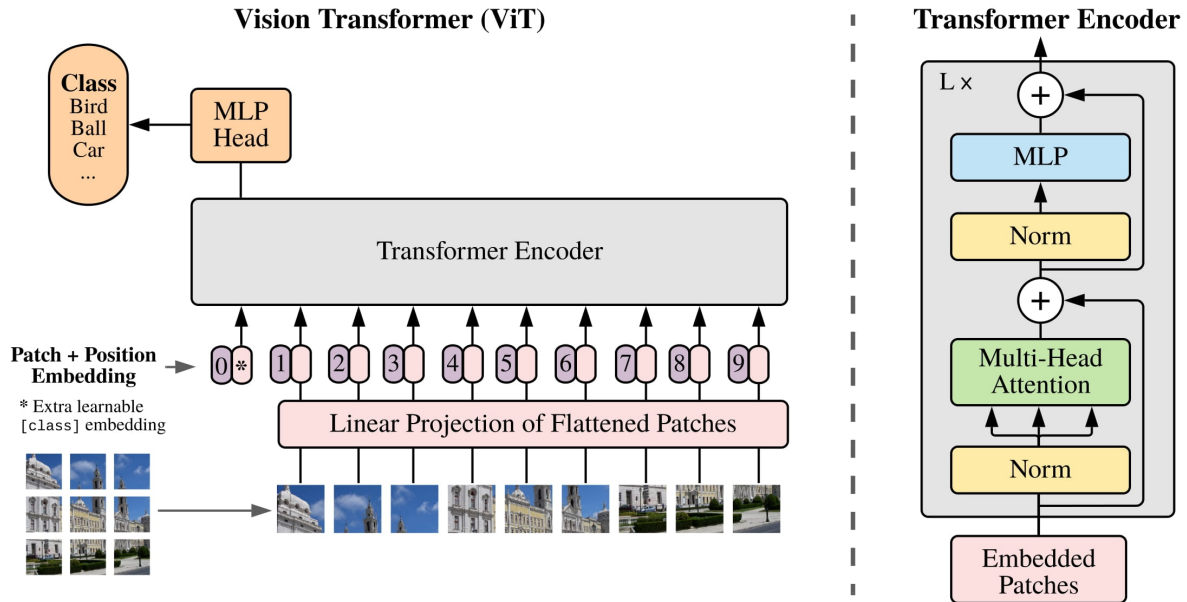 Vision Transformer (ViT)
Class
Bird
Ball
Car
...
MLP
Head
Transformer Encoder
Patch + Position
Embedding
0 * 1 2 3 4 5 6 7 8 9
* Extra learnable
[class] embedding
Linear Projection of Flattened Patches
Transformer Encoder
L ×
+
MLP
Norm
+
Multi-Head
Attention
Norm
Embedded
Patches